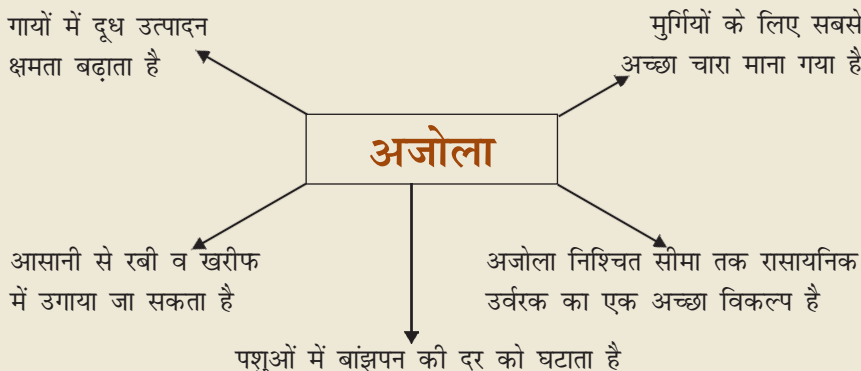 गायों में दूध उत्पादन
क्षमता बढ़ाता है
मुर्गियों के लिए सबसे
अच्छा चारा माना गया है
अजोला
आसानी से रबी व खरीफ
में उगाया जा सकता है
अजोला निश्चित सीमा तक रासायनिक
उर्वरक का एक अच्छा विकल्प है
पशुओं में बांझपन की दर को घटाता है